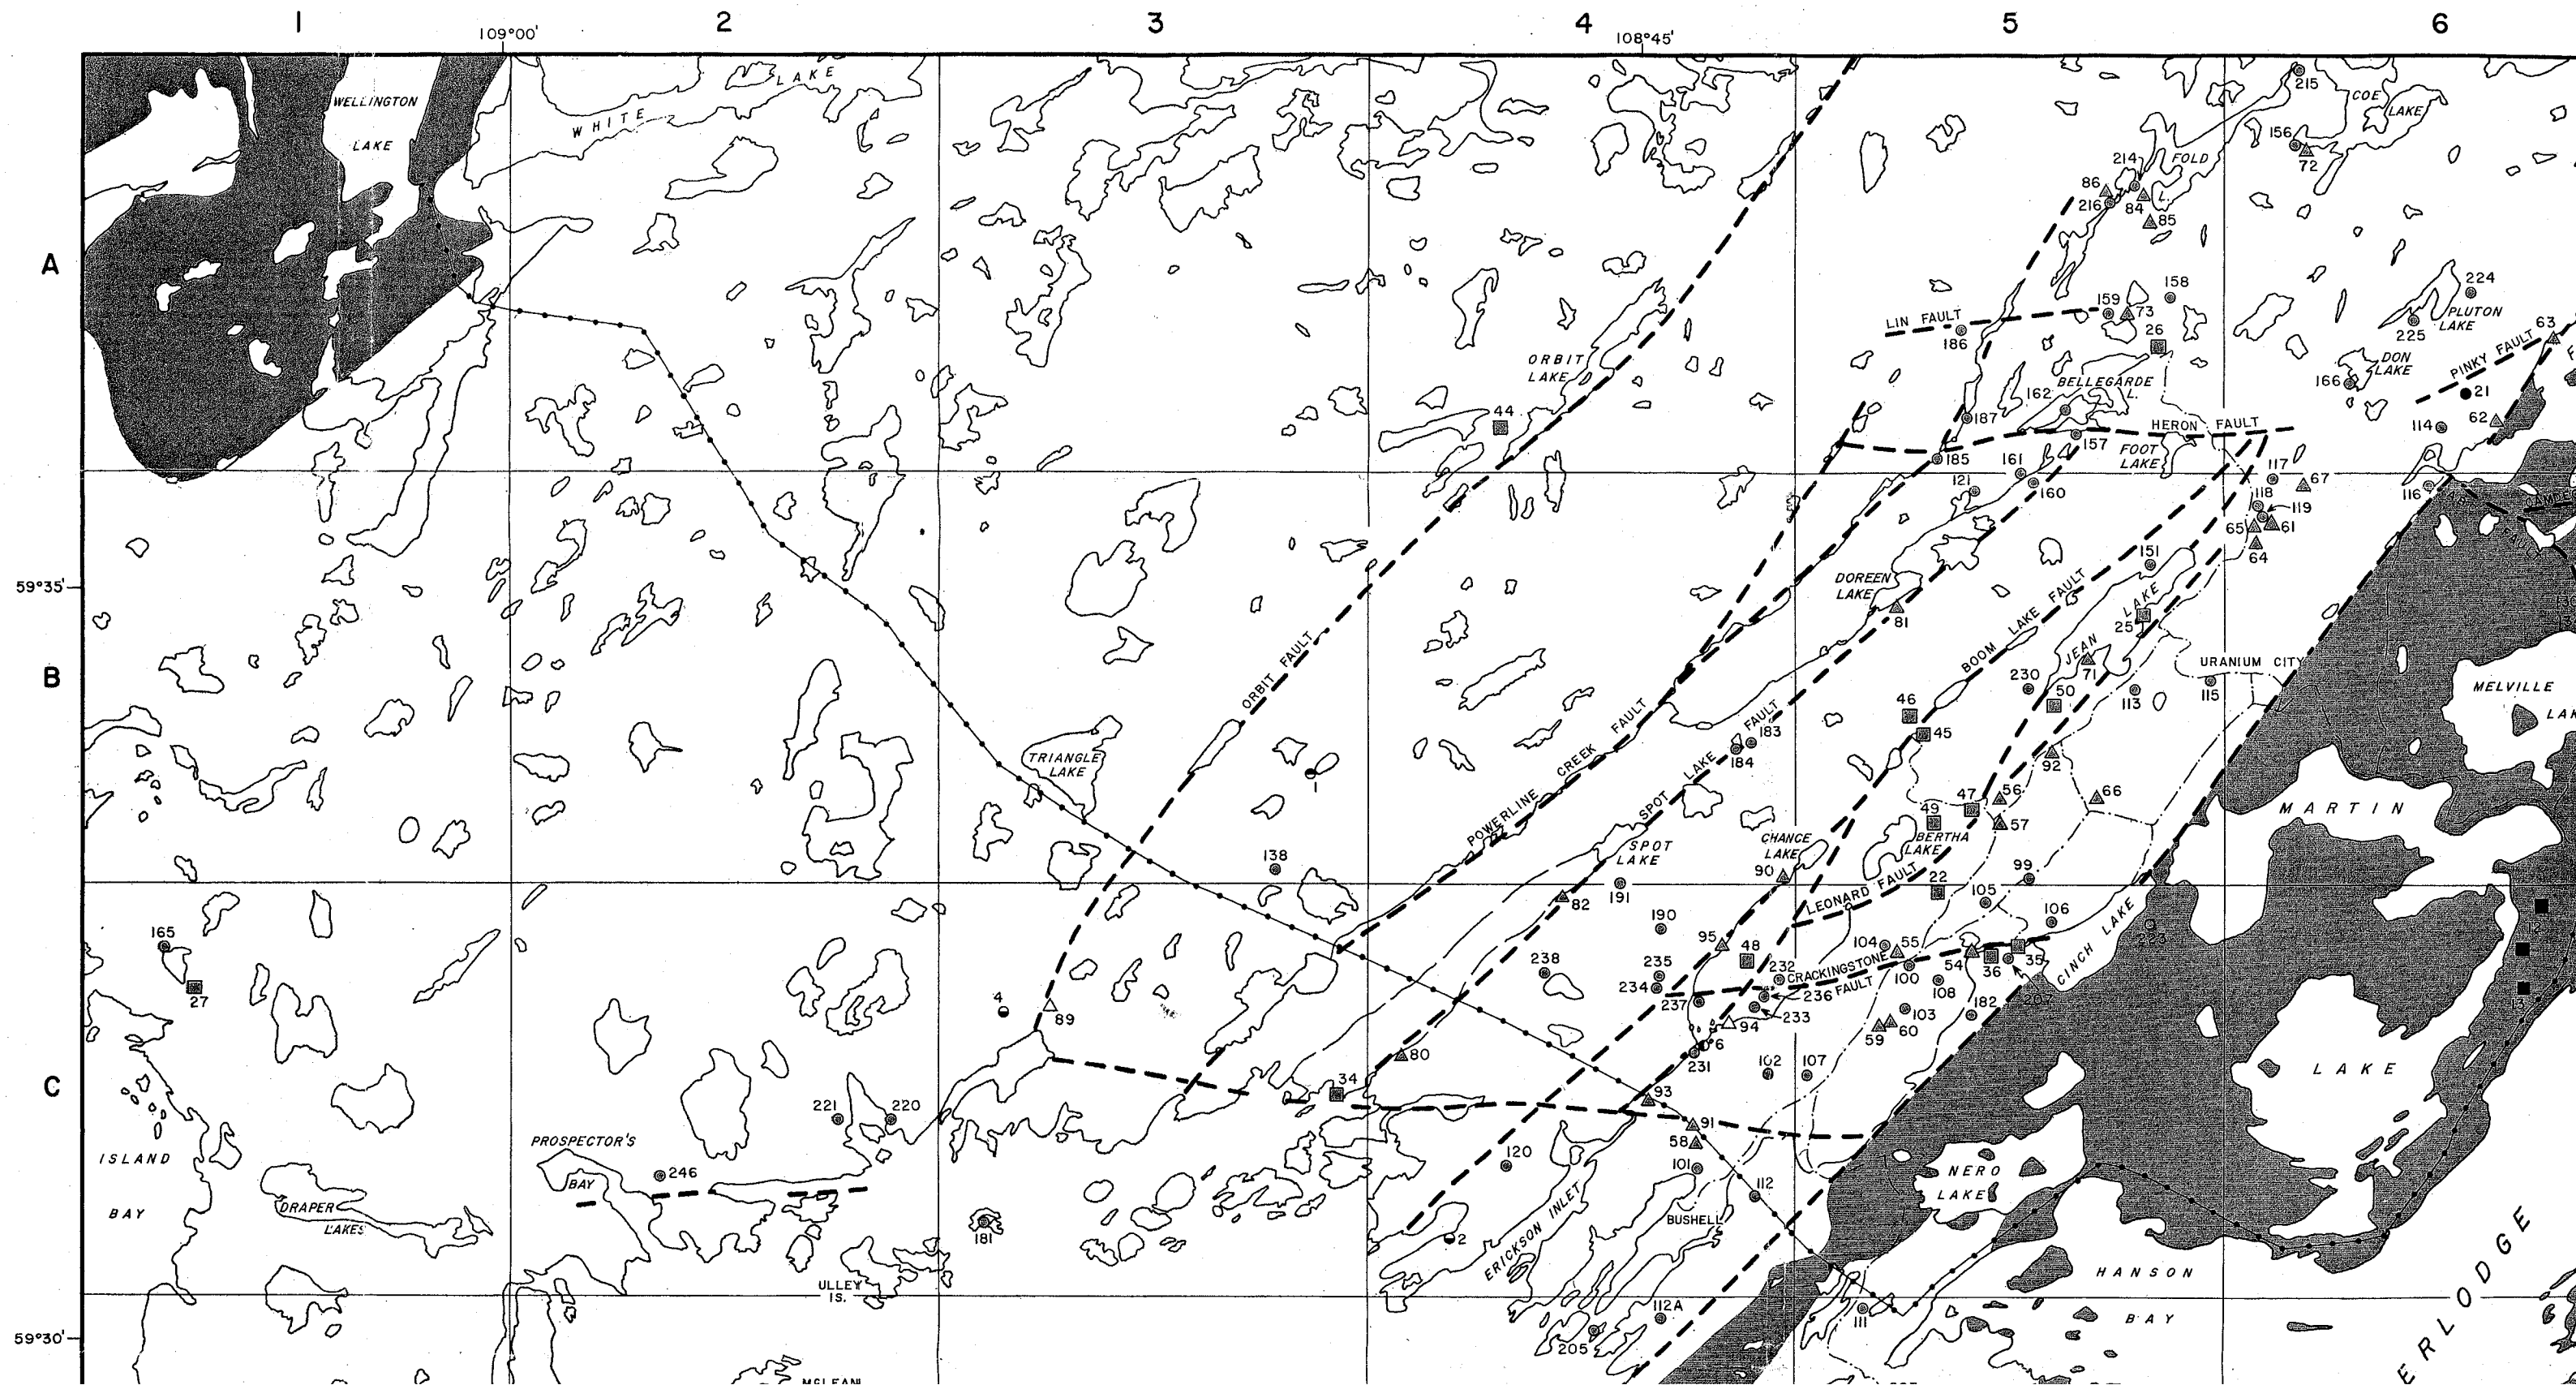 1 2 3 4 5 6
109°00' 108°45'
WELLINGTON
LAKE
WHITE LAKE
215
COE
LAKE
156
72
214
FOLD
L.
86
216
84
85
A
158
159
73
26
LIN FAULT
186
224
PLUTON
LAKE
225
63
PINKY FAULT
DON
LAKE
166
21
62
114
ORBIT
LAKE
44
BELLEGARDE
L.
162
187
HERON FAULT
157
FOOT
LAKE
185
161
160
121
117
67
118
119
65
61
64
116
FAULT
59°35'
DOREEN
LAKE
81
151
BOOM LAKE FAULT
JEAN LAKE
25
71
URANIUM CITY
115
B
230
50
113
46
45
92
MELVILLE
ORBIT FAULT
TRIANGLE
LAKE
1
POWERLINE CREEK FAULT
SPOT LAKE FAULT
183
184
49
47
56
57
66
BERTHA
LAKE
MARTIN
CHANCE
LAKE
90
SPOT
LAKE
138
191
82
LEONARD FAULT
22
99
105
106
190
165
27
95
48
104
55
54
36
35
207
CINCH LAKE
223
12
13
238
235
234
237
232
CRACKINGSTONE
FAULT
236
233
100
108
182
103
59
60
4
89
94
6
231
102
107
C
LAKE
80
34
93
91
58
221
220
101
120
PROSPECTOR'S
BAY
246
ISLAND
BAY
DRAPER
LAKES
181
2
ERICKSON INLET
112
BUSHELL
NERO
LAKE
HANSON
BAY
ULLEY
IS.
112A
111
205
59°30'
ERLODGE
MCLEAN